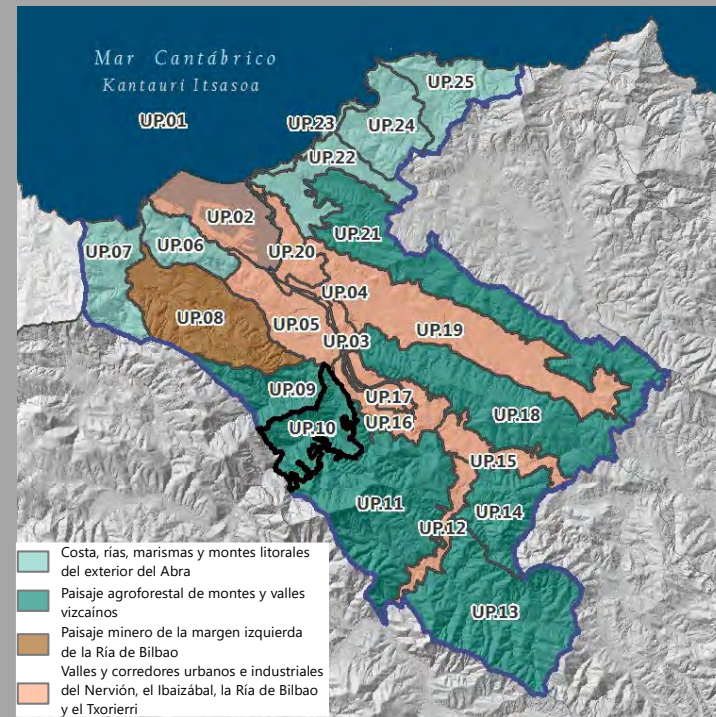 Mar Cantábrico
Kantauri Itsasoa
UP.01
UP.23
UP.25
UP.24
UP.22
UP.02
UP.21
UP.20
UP.07
UP.06
UP.04
UP.08
UP.05
UP.19
UP.03
UP.09
UP.17
UP.18
UP.10
UP.16
UP.15
UP.11
UP.14
UP.12
UP.13
Costa, rías, marismas y montes litorales
del exterior del Abra
Paisaje agroforestal de montes y valles
vizcaínos
Paisaje minero de la margen izquierda
de la Ría de Bilbao
Valles y corredores urbanos e industriales
del Nervión, el Ibaizábal, la Ría de Bilbao
y el Txorierri